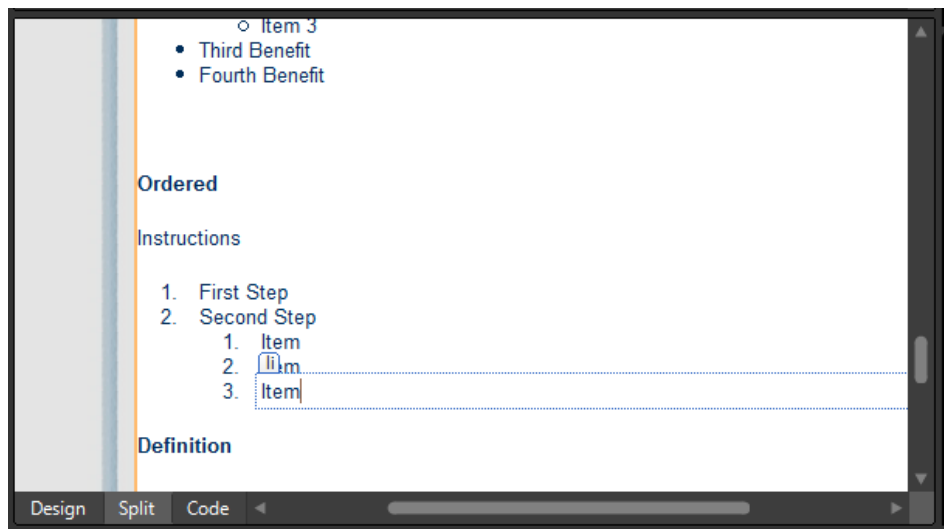 Item 3
Third Benefit
Fourth Benefit
Ordered
Instructions
1. First Step
2. Second Step
1. Item
2. li m
3. Item
Definition
Design Split Code